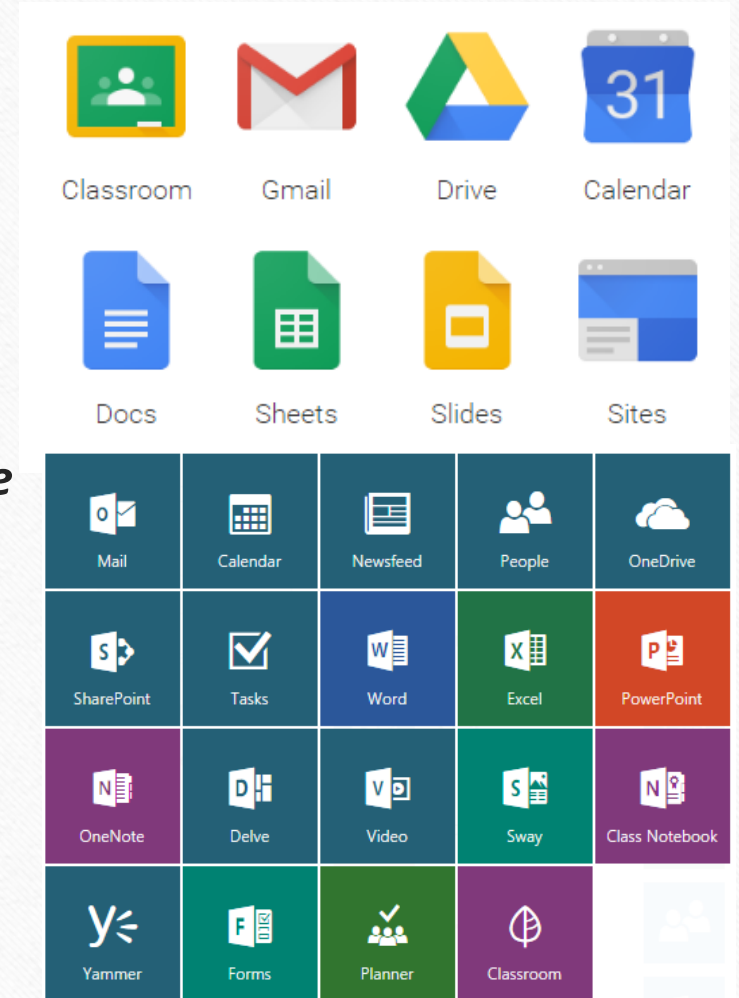 31
Classroom Gmail Drive Calendar
Docs Sheets Slides Sites
e
Mail Calendar Newsfeed People OneDrive
SharePoint Tasks Word Excel PowerPoint
OneNote Delve Video Sway Class Notebook
Yammer Forms Planner Classroom